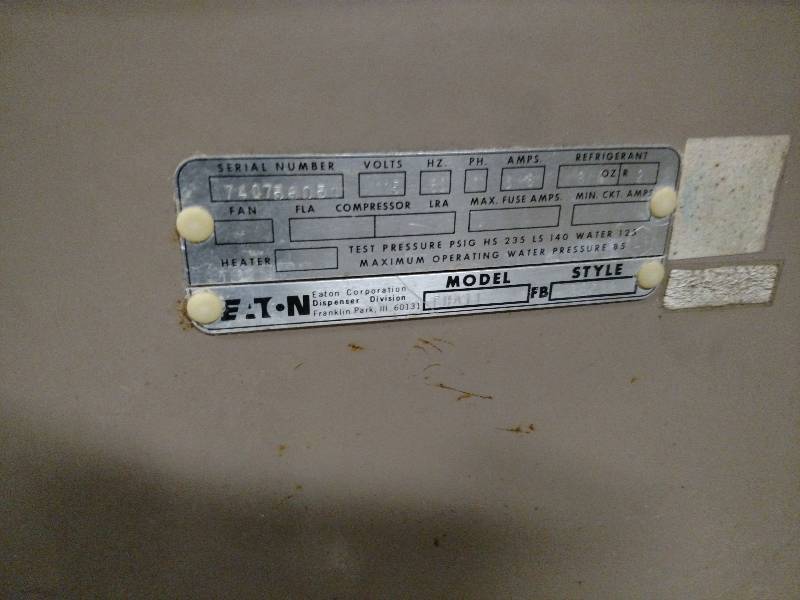 SERIAL NUMBER VOLTS HZ. PH. AMPS. REFRIGERANT
OZ R
FAN FLA COMPRESSOR LRA MAX. FUSE AMPS. MIN. CKT. AMPS
TEST PRESSURE PSIG HS 235 LS 140 WATER 125
HEATER MAXIMUM OPERATING WATER PRESSURE 85
MODEL STYLE
EATON Eaton Corporation
Dispenser Division FB
Franklin Park, Ill. 60131